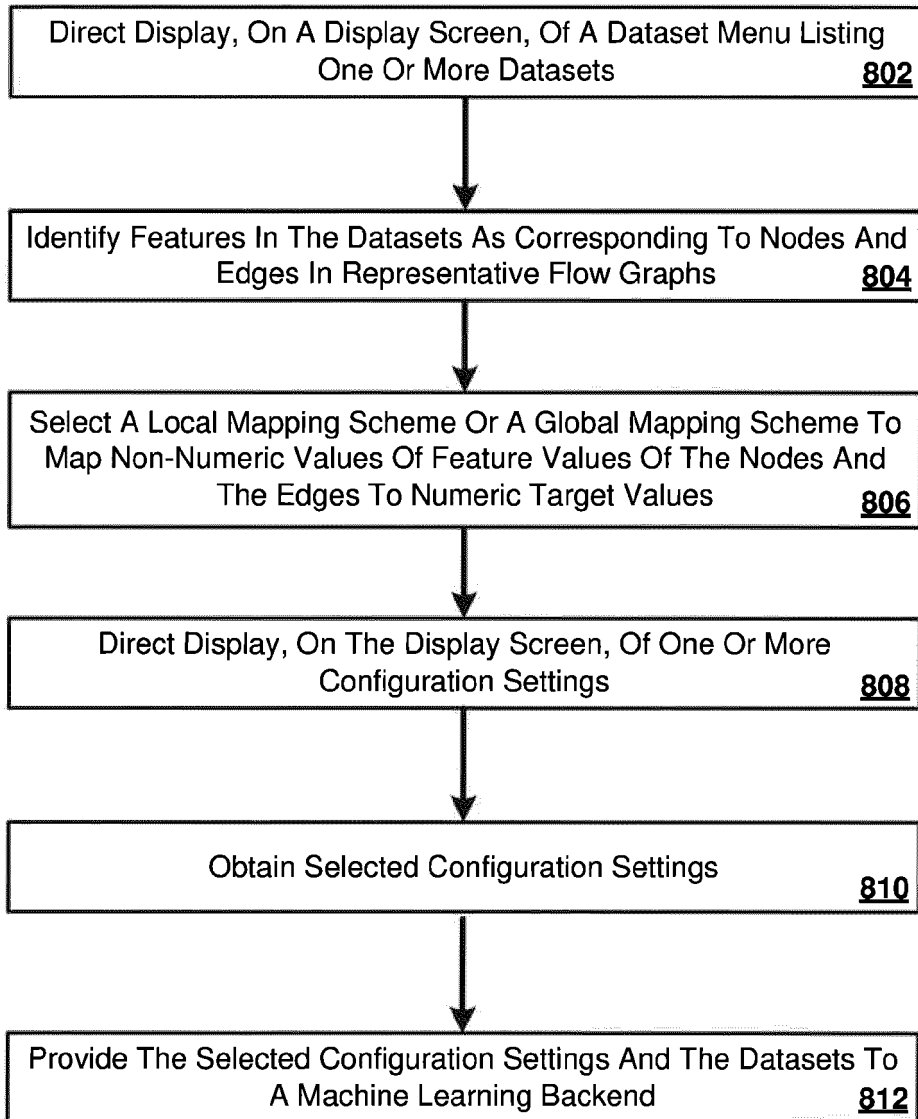 Direct Display, On A Display Screen, Of A Dataset Menu Listing
One Or More Datasets
802
Identify Features In The Datasets As Corresponding To Nodes And
Edges In Representative Flow Graphs
804
Select A Local Mapping Scheme Or A Global Mapping Scheme To
Map Non-Numeric Values Of Feature Values Of The Nodes And
The Edges To Numeric Target Values
806
Direct Display, On The Display Screen, Of One Or More
Configuration Settings
808
Obtain Selected Configuration Settings
810
Provide The Selected Configuration Settings And The Datasets To
A Machine Learning Backend
812